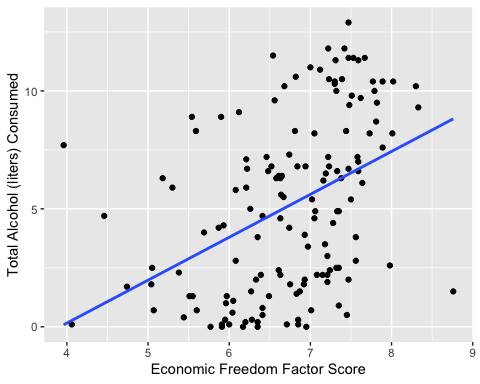 Total Alcohol (liters) Consumed
10
5
0
4 5 6 7 8 9
Economic Freedom Factor Score